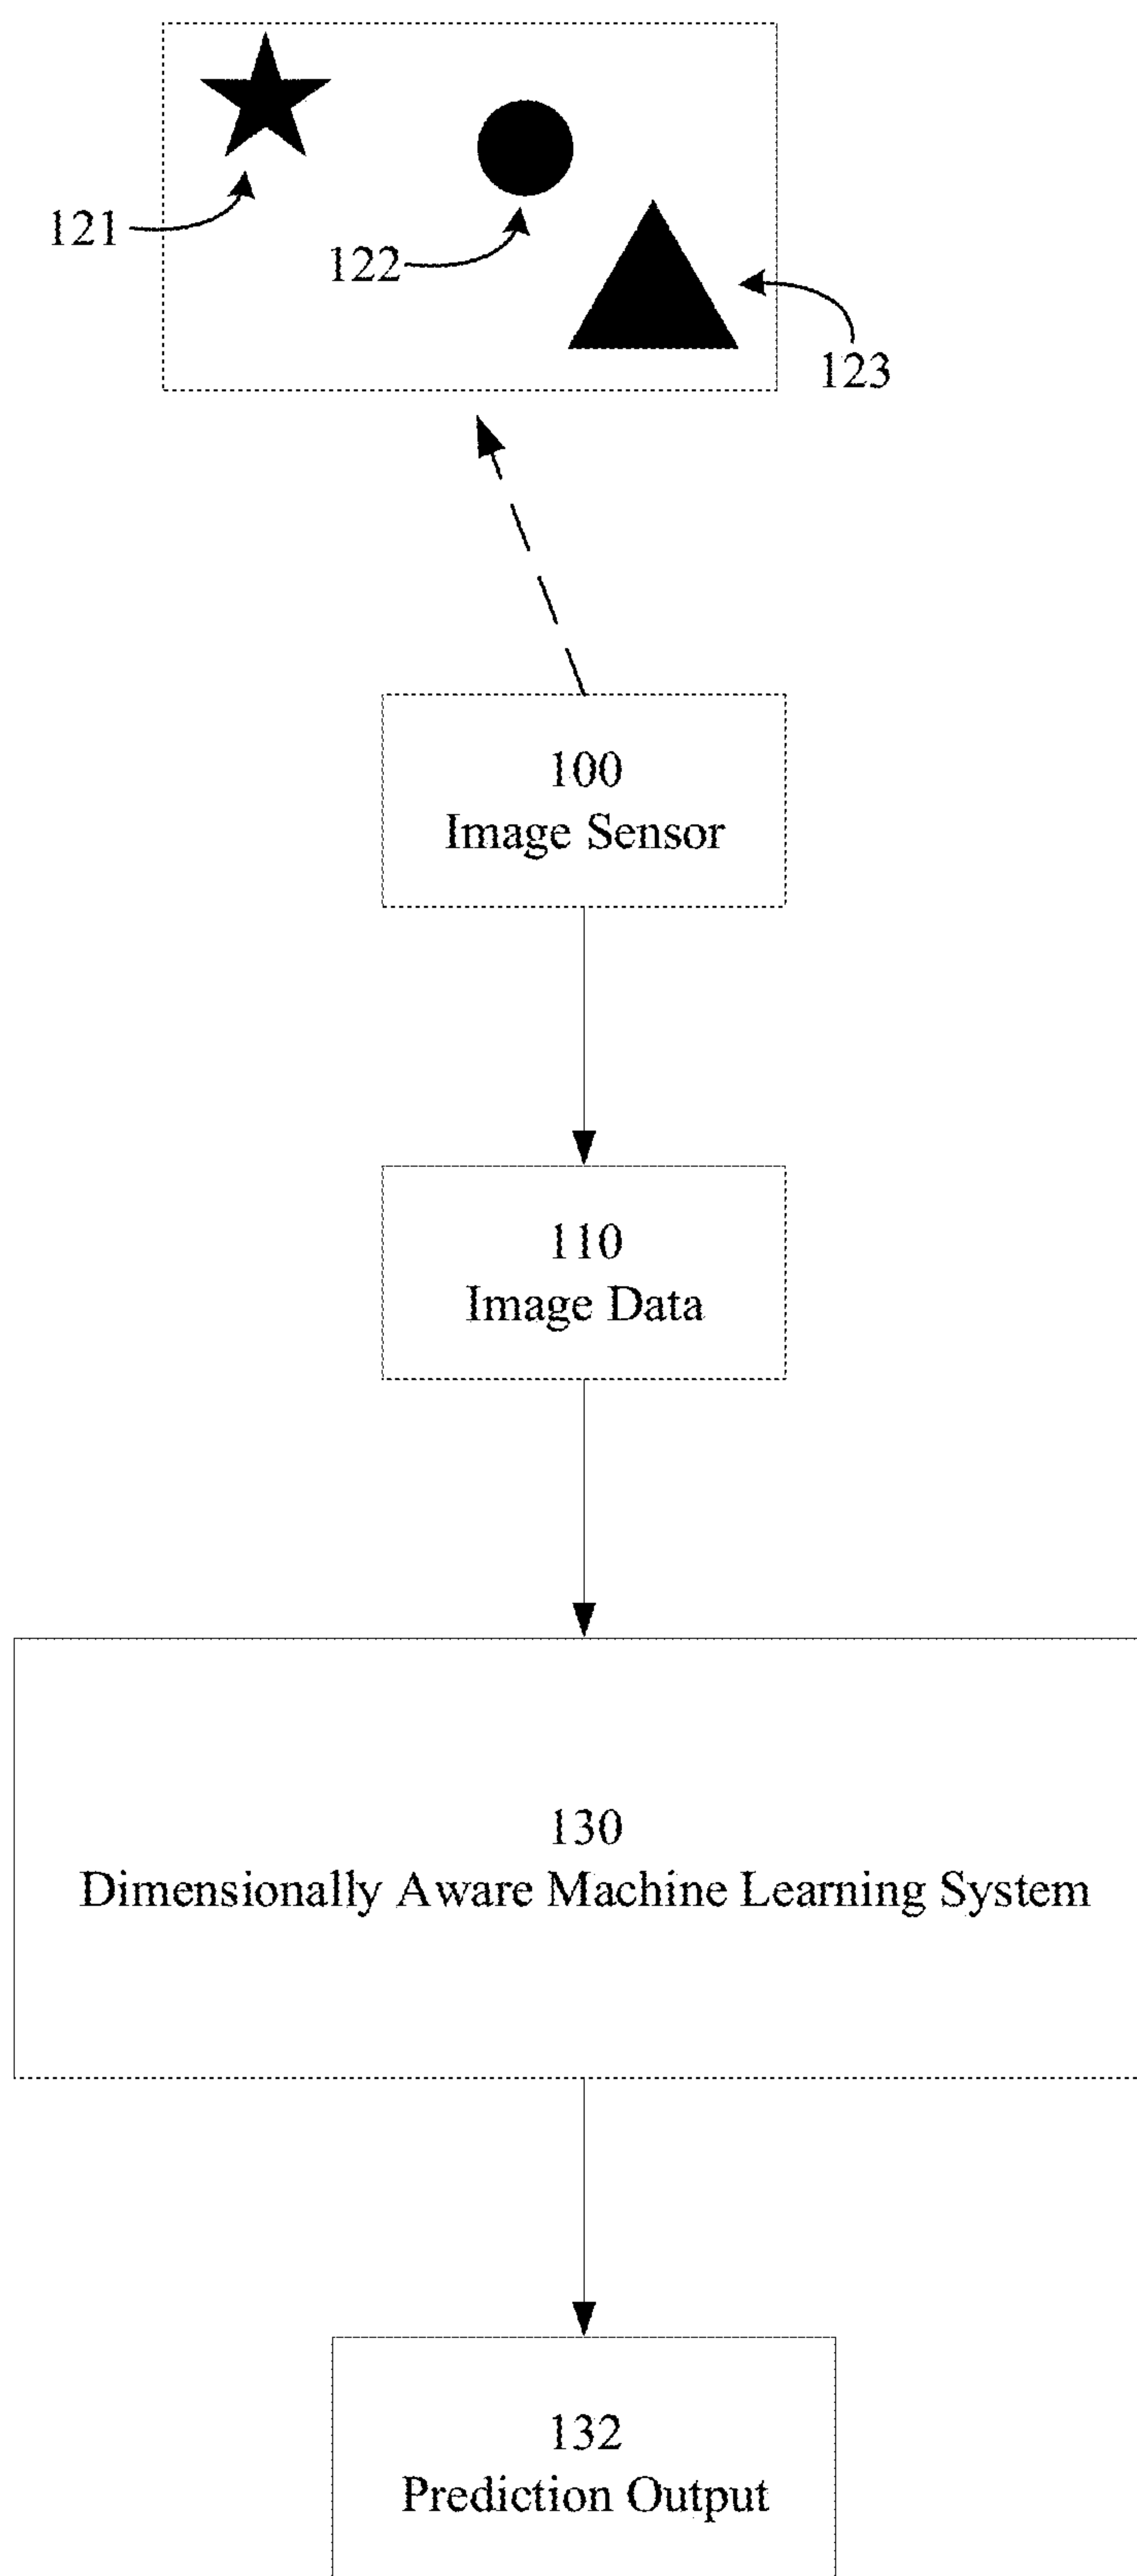 121
122
123
100
Image Sensor
110
Image Data
130
Dimensionally Aware Machine Learning System
132
Prediction Output